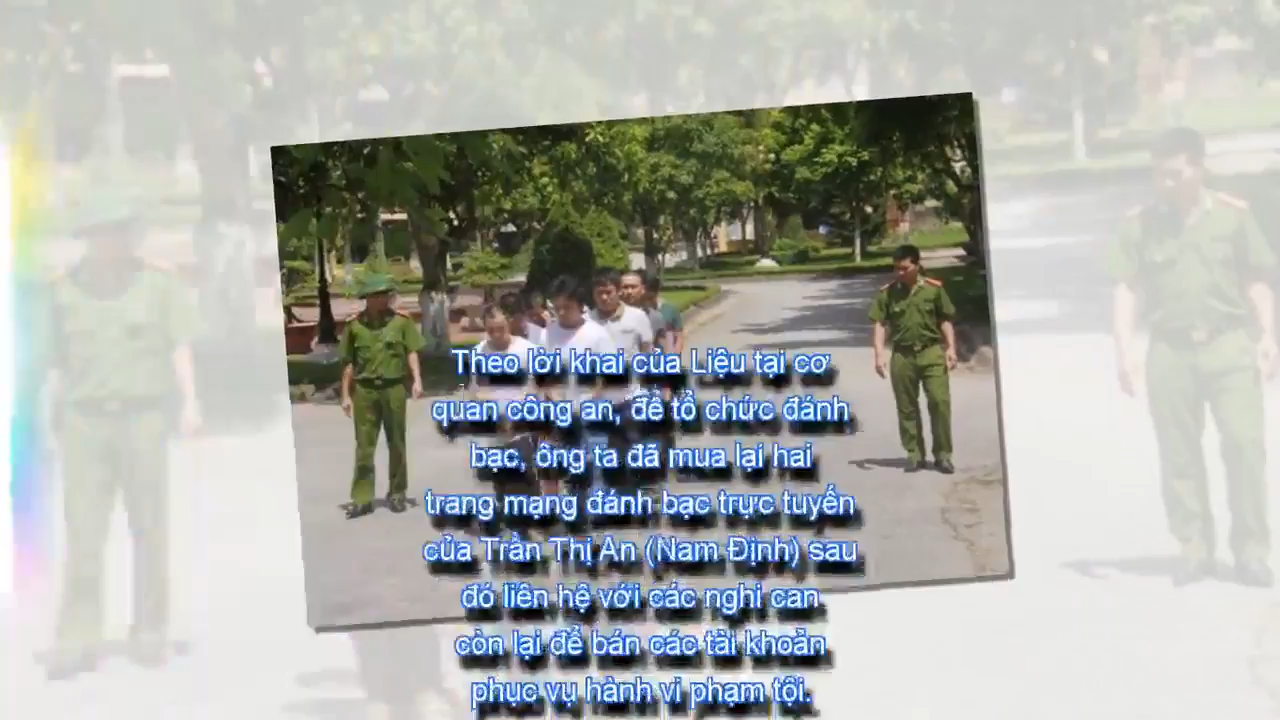 Theo lời khai của Liệu tại cơ
quan công an, để tổ chức đánh
bạc, ông ta đã mua lại hai
trang mạng đánh bạc trực tuyến
của Trần Thị An (Nam Định) sau
đó liên hệ với các nghi can
còn lại để bán các tài khoản
phục vụ hành vi phạm tội.